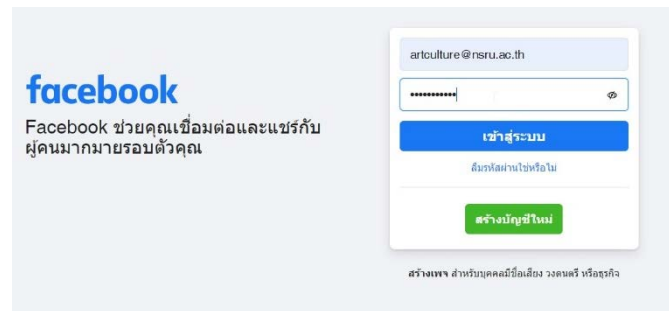 facebook
Facebook ช่วยคุณเชื่อมต่อและแชร์กับ
ผู้คนมากมายรอบตัวคุณ
artculture@nsru.ac.th
•••••••••••
เข้าสู่ระบบ
ลืมรหัสผ่านใช่หรือไม่
สร้างบัญชีใหม่
สร้างเพจ สำหรับบุคคลมีชื่อเสียง วงดนตรี หรือธุรกิจ